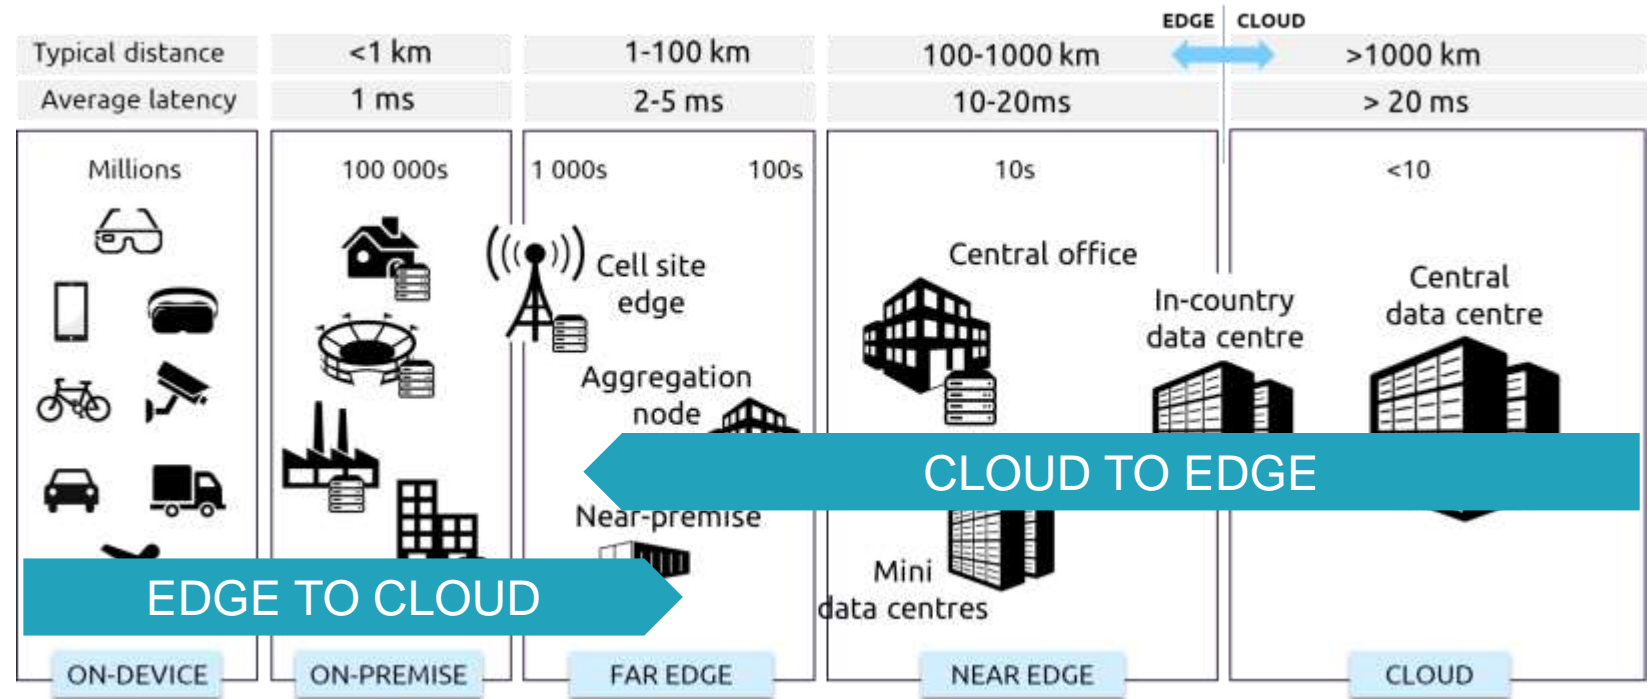 EDGE CLOUD
Typical distance <1 km 1-100 km 100-1000 km >1000 km
Average latency 1 ms 2-5 ms 10-20ms > 20 ms
Millions 100 000s 1 000s 100s 10s <10
Central office
Cell site
edge
Central
data centre
In-country
data centre
Aggregation
node
CLOUD TO EDGE
Near-premise
Mini
data centres
EDGE TO CLOUD
ON-DEVICE ON-PREMISE FAR EDGE NEAR EDGE CLOUD